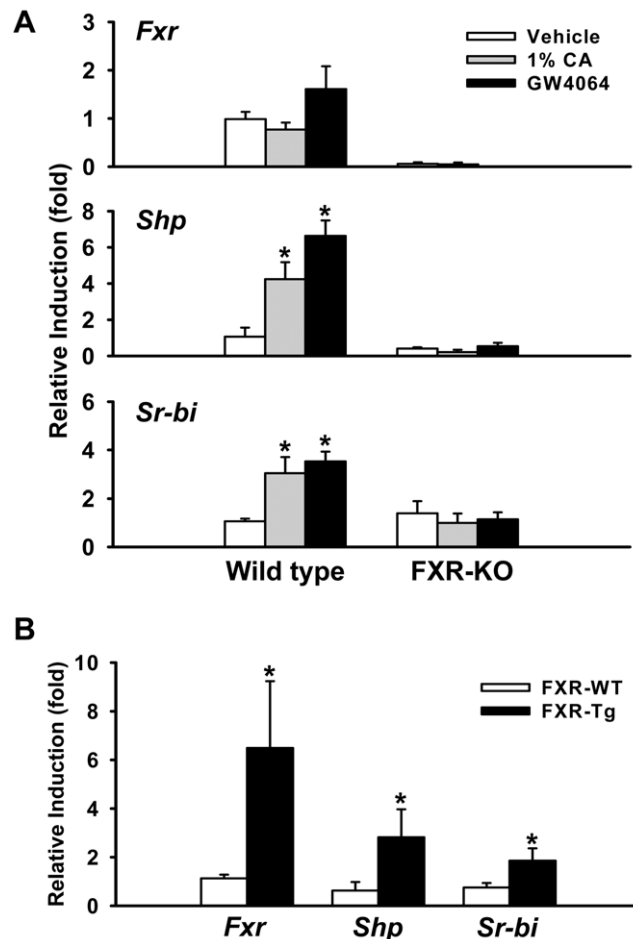 A
Fxr
Vehicle
1% CA
GW4064
3
2
1
0
Shp
8
6
4
2
0
* *
Relative Induction (fold)
Sr-bi
6
4
2
0
* *
Wild type FXR-KO
B
Relative Induction (fold)
10
8
6
4
2
0
FXR-WT
FXR-Tg
* * *
Fxr Shp Sr-bi